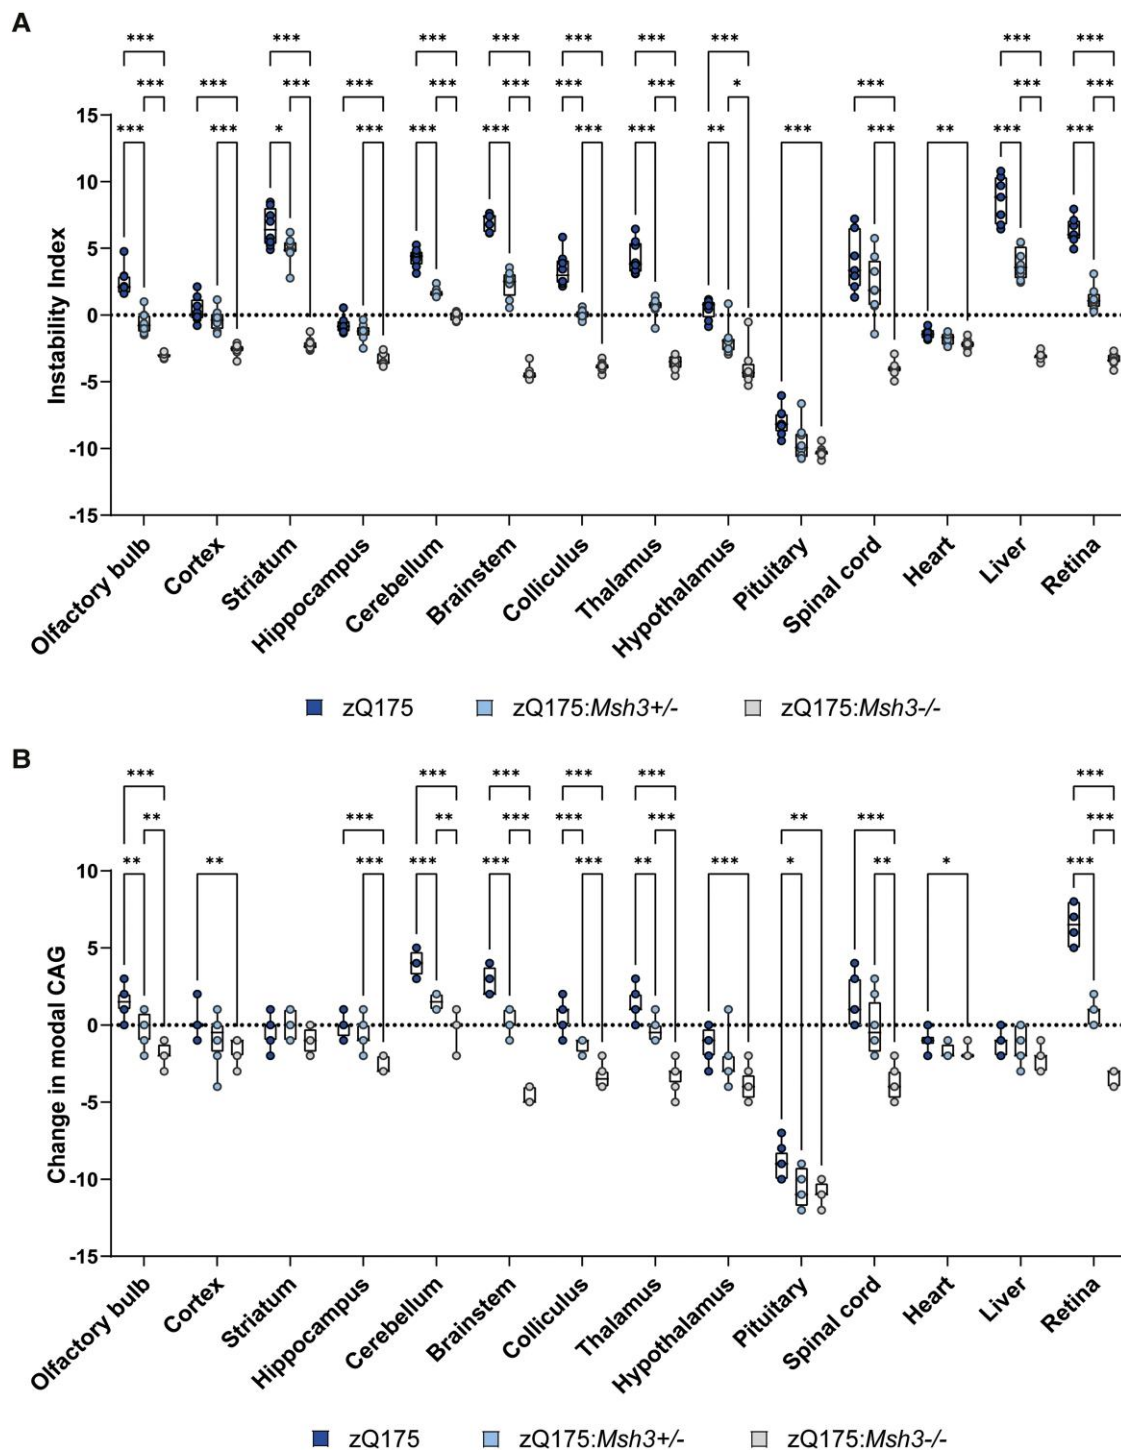 A
*** *** *** *** *** *** *** *** ***
*** *** *** *** *** *** *** *** * *** *** ***
*** *** * *** *** *** *** *** ** *** *** ** *** ***
15
10
5
0
-5
-10
-15
Instability Index
Olfactory bulb
Cortex
Striatum
Hippocampus
Cerebellum
Brainstem
Colliculus
Thalamus
Hypothalamus
Pituitary
Spinal cord
Heart
Liver
Retina
zQ175 zQ175:Msh3+/- zQ175:Msh3-/-
B
*** *** *** *** *** ***
** *** ** *** *** ** *** ***
** ** *** *** *** *** *** ** *** * ** * ***
10
5
0
-5
-10
-15
Change in modal CAG
Olfactory bulb
Cortex
Striatum
Hippocampus
Cerebellum
Brainstem
Colliculus
Thalamus
Hypothalamus
Pituitary
Spinal cord
Heart
Liver
Retina
zQ175 zQ175:Msh3+/- zQ175:Msh3-/-